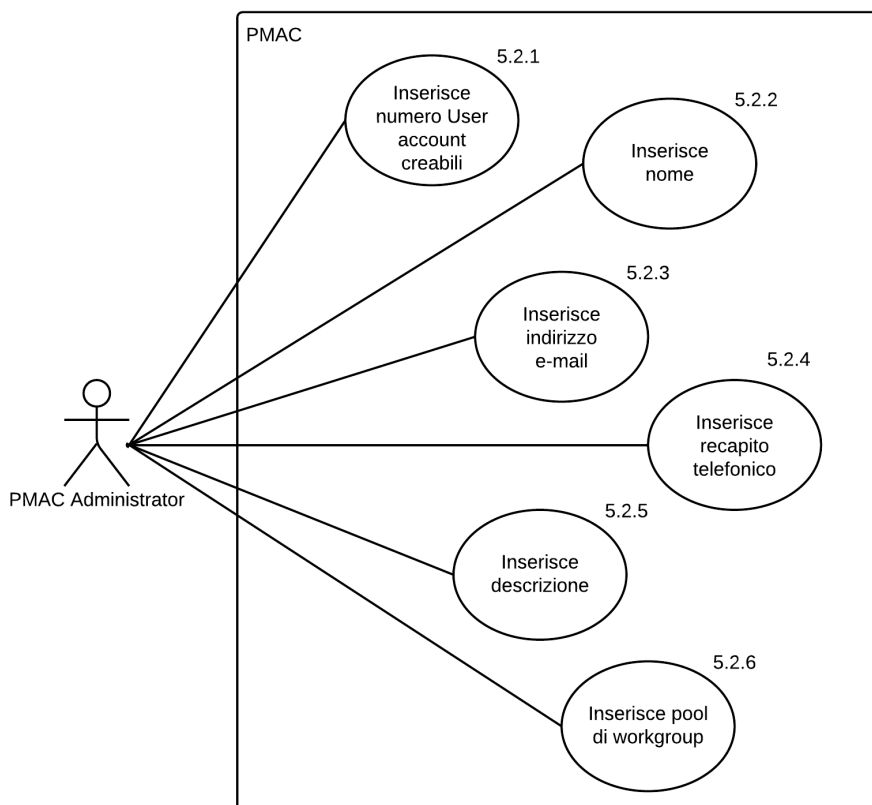 PMAC
5.2.1
Inserisce
numero User
account
creabili
5.2.2
Inserisce
nome
5.2.3
Inserisce
indirizzo
e-mail
5.2.4
Inserisce
recapito
telefonico
PMAC Administrator
5.2.5
Inserisce
descrizione
5.2.6
Inserisce pool
di workgroup